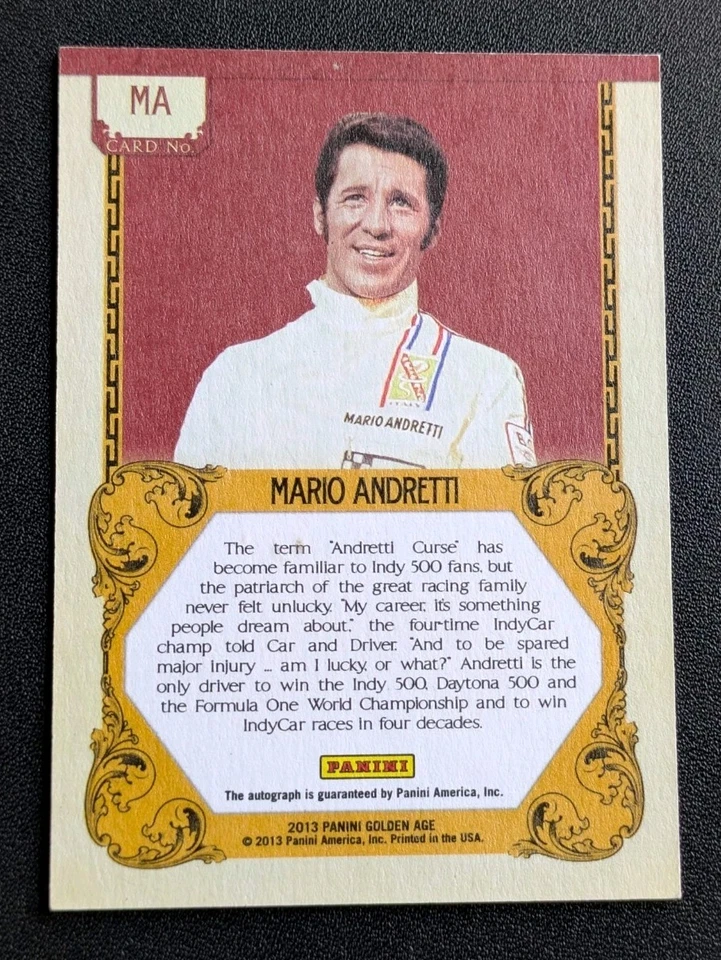 MA
CARD No.
ITALY
MARIO ANDRETTI
MARIO ANDRETTI
The term "Andretti Curse" has
become familiar to Indy 500 fans, but
the patriarch of the great racing family
never felt unlucky. "My career, it's something
people dream about," the four-time IndyCar
champ told Car and Driver. "And to be spared
major injury ... am I lucky, or what?" Andretti is the
only driver to win the Indy 500, Daytona 500 and
the Formula One World Championship and to win
IndyCar races in four decades.
PANINI
The autograph is guaranteed by Panini America, Inc.
2013 PANINI GOLDEN AGE
© 2013 Panini America, Inc. Printed in the USA.